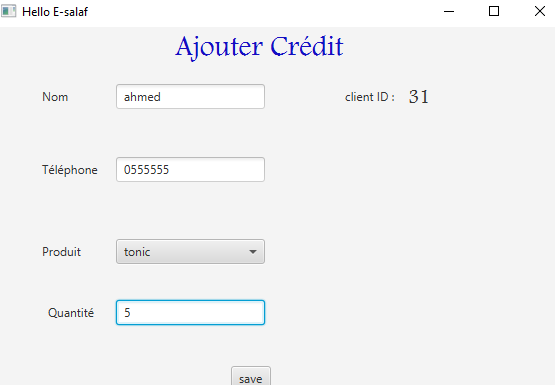 Hello E-salaf
Ajouter Crédit
Nom ahmed client ID : 31
Téléphone 0555555
Produit tonic
Quantité 5
save